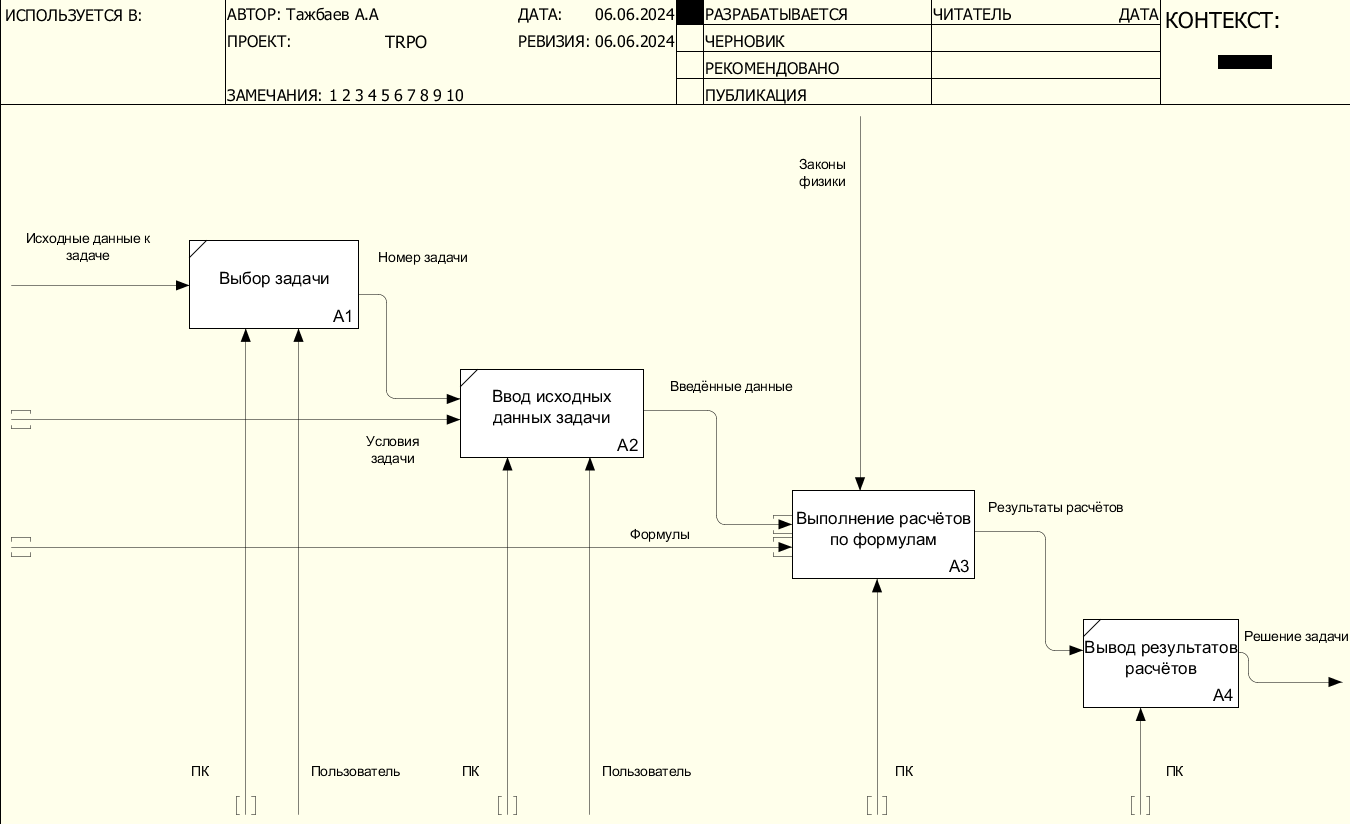 ИСПОЛЬЗУЕТСЯ В:
АВТОР: Тажбаев А.А
ДАТА: 06.06.2024
РАЗРАБАТЫВАЕТСЯ
ЧИТАТЕЛЬ
ДАТА
КОНТЕКСТ:
ПРОЕКТ: TRPO
РЕВИЗИЯ: 06.06.2024
ЧЕРНОВИК
РЕКОМЕНДОВАНО
ЗАМЕЧАНИЯ: 1 2 3 4 5 6 7 8 9 10
ПУБЛИКАЦИЯ
Законы
физики
Исходные данные к
задаче
Выбор задачи
A1
Номер задачи
Ввод исходных
данных задачи
A2
Введённые данные
Условия
задачи
Формулы
Выполнение расчётов
по формулам
A3
Результаты расчётов
Вывод результатов
расчётов
A4
Решение задачи
ПК
Пользователь
ПК
Пользователь
ПК
ПК